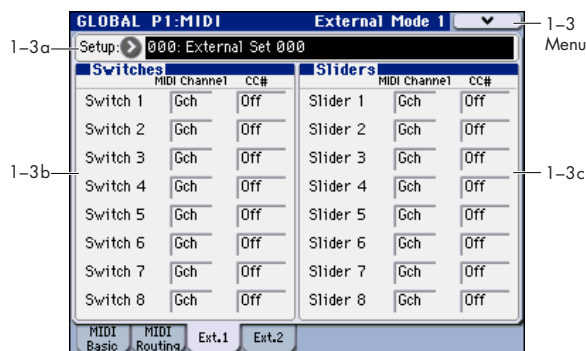 GLOBAL P1:MIDI External Mode 1
1–3
Menu
1–3a
Setup: 000: External Set 000
Switches Sliders
MIDI Channel CC# MIDI Channel CC#
Switch 1 Gch Off Slider 1 Gch Off
Switch 2 Gch Off Slider 2 Gch Off
Switch 3 Gch Off Slider 3 Gch Off
1–3b
1–3c
Switch 4 Gch Off Slider 4 Gch Off
Switch 5 Gch Off Slider 5 Gch Off
Switch 6 Gch Off Slider 6 Gch Off
Switch 7 Gch Off Slider 7 Gch Off
Switch 8 Gch Off Slider 8 Gch Off
MIDI Basic MIDI Routing Ext.1 Ext.2